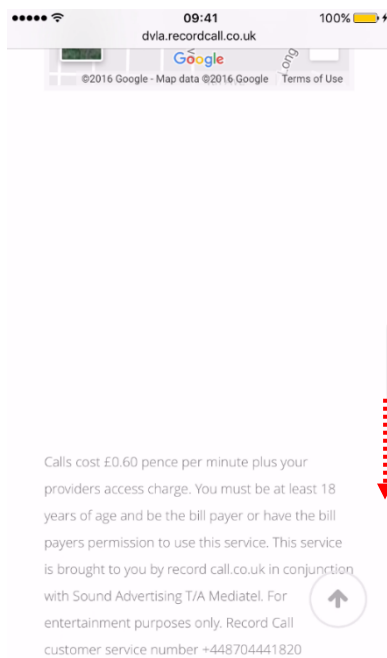 09:41
100%
dvla.recordcall.co.uk
Google
Long
©2016 Google - Map data ©2016 Google Terms of Use
Calls cost £0.60 pence per minute plus your
providers access charge. You must be at least 18
years of age and be the bill payer or have the bill
payers permission to use this service. This service
is brought to you by record call.co.uk in conjunction
with Sound Advertising T/A Mediatel. For
entertainment purposes only. Record Call
customer service number +448704441820